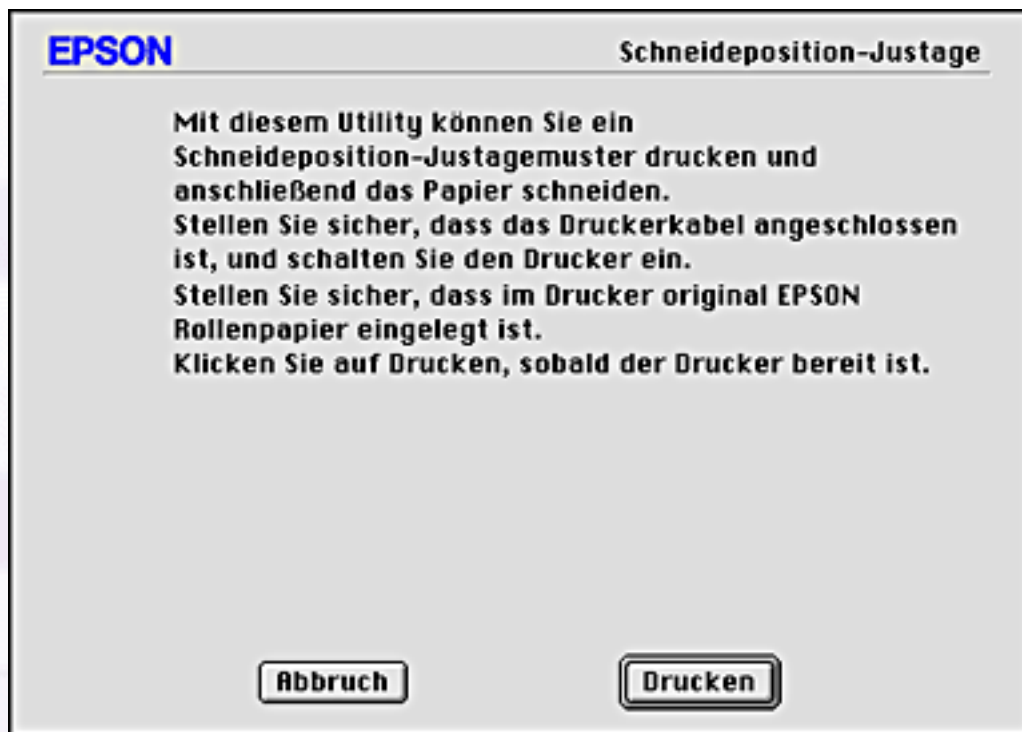 EPSON
Schneideposition-Justage
Mit diesem Utility können Sie ein
Schneideposition-Justagemuster drucken und
anschließend das Papier schneiden.
Stellen Sie sicher, dass das Druckerkabel angeschlossen
ist, und schalten Sie den Drucker ein.
Stellen Sie sicher, dass im Drucker original EPSON
Rollenpapier eingelegt ist.
Klicken Sie auf Drucken, sobald der Drucker bereit ist.
Abbruch
Drucken